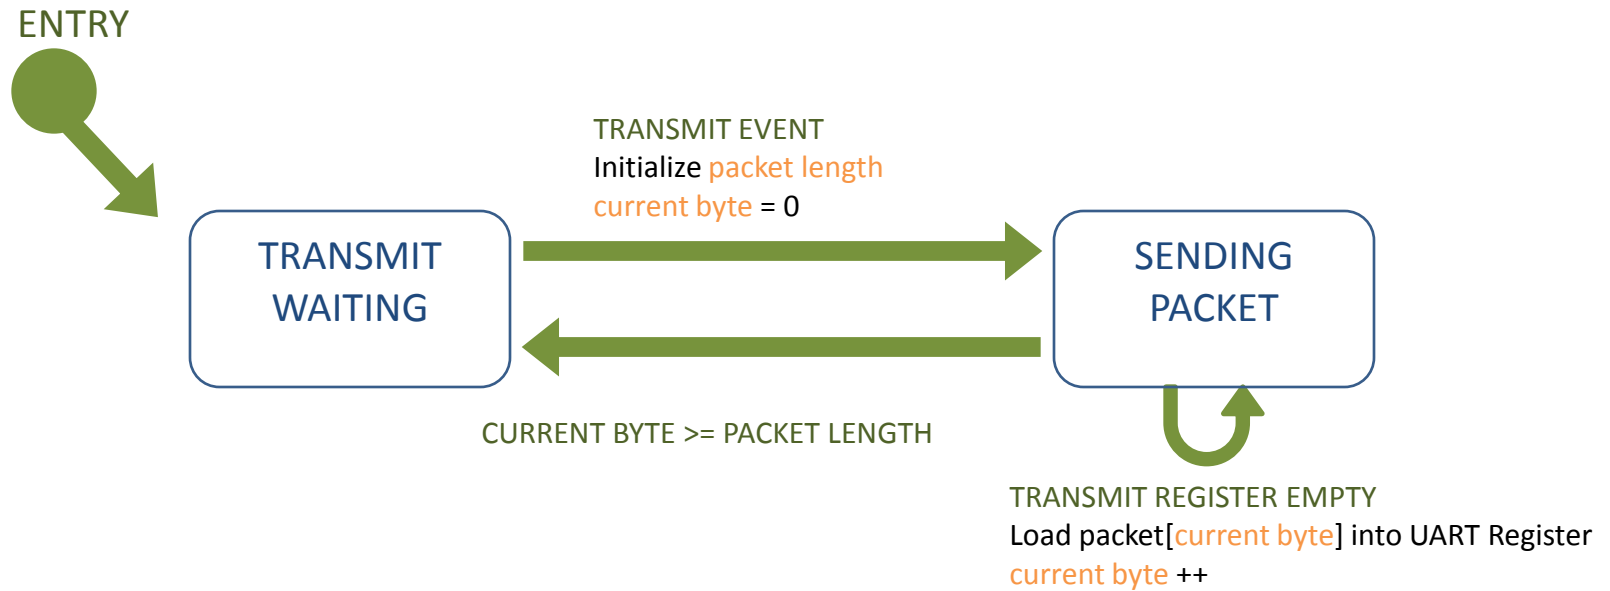 ENTRY
TRANSMIT EVENT
Initialize packet length
current byte = 0
TRANSMIT
WAITING
SENDING
PACKET
CURRENT BYTE >= PACKET LENGTH
TRANSMIT REGISTER EMPTY
Load packet[current byte] into UART Register
current byte ++